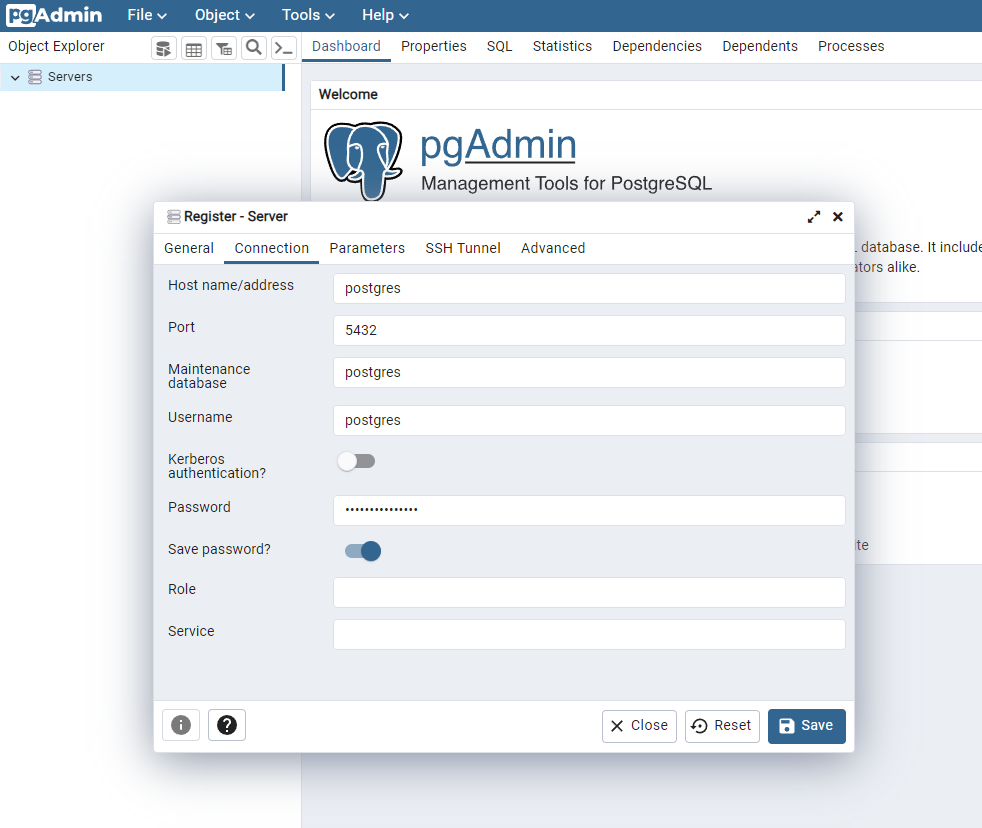 pgAdmin File Object Tools Help
Object Explorer
Dashboard Properties SQL Statistics Dependencies Dependents Processes
Servers
Welcome
pgAdmin
Management Tools for PostgreSQL
database. It include
ators alike.
Register - Server
General Connection Parameters SSH Tunnel Advanced
Host name/address postgres
Port 5432
Maintenance
database postgres
Username postgres
Kerberos
authentication?
Password •••••••••••••••
Save password?
Role
Service
Close Reset Save